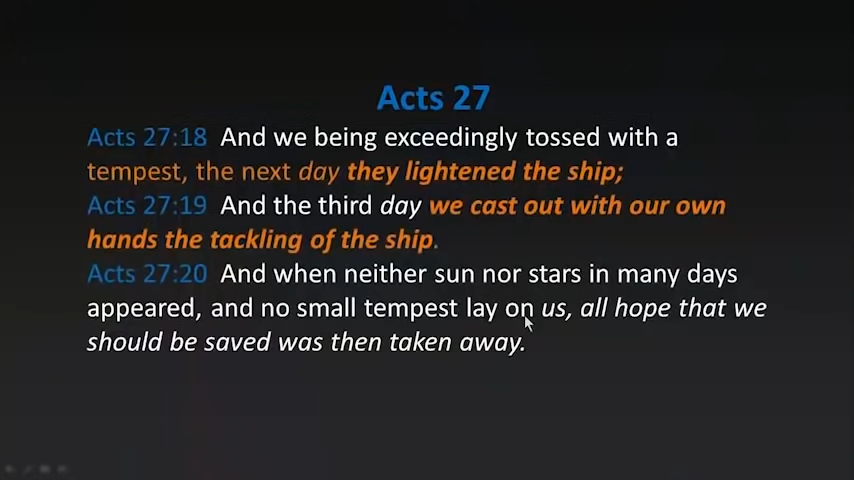 Acts 27
Acts 27:18 And we being exceedingly tossed with a
tempest, the next day they lightened the ship;
Acts 27:19 And the third day we cast out with our own
hands the tackling of the ship.
Acts 27:20 And when neither sun nor stars in many days
appeared, and no small tempest lay on us, all hope that we
should be saved was then taken away.